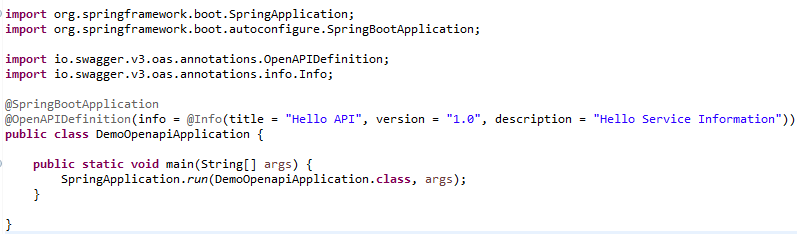 import org.springframework.boot.SpringApplication;
import org.springframework.boot.autoconfigure.SpringBootApplication;
import io.swagger.v3.oas.annotations.OpenAPIDefinition;
import io.swagger.v3.oas.annotations.info.Info;
@SpringBootApplication
@OpenAPIDefinition(info = @Info(title = "Hello API", version = "1.0", description = "Hello Service Information"))
public class DemoOpenapiApplication {
public static void main(String[] args) {
SpringApplication.run(DemoOpenapiApplication.class, args);
}
}